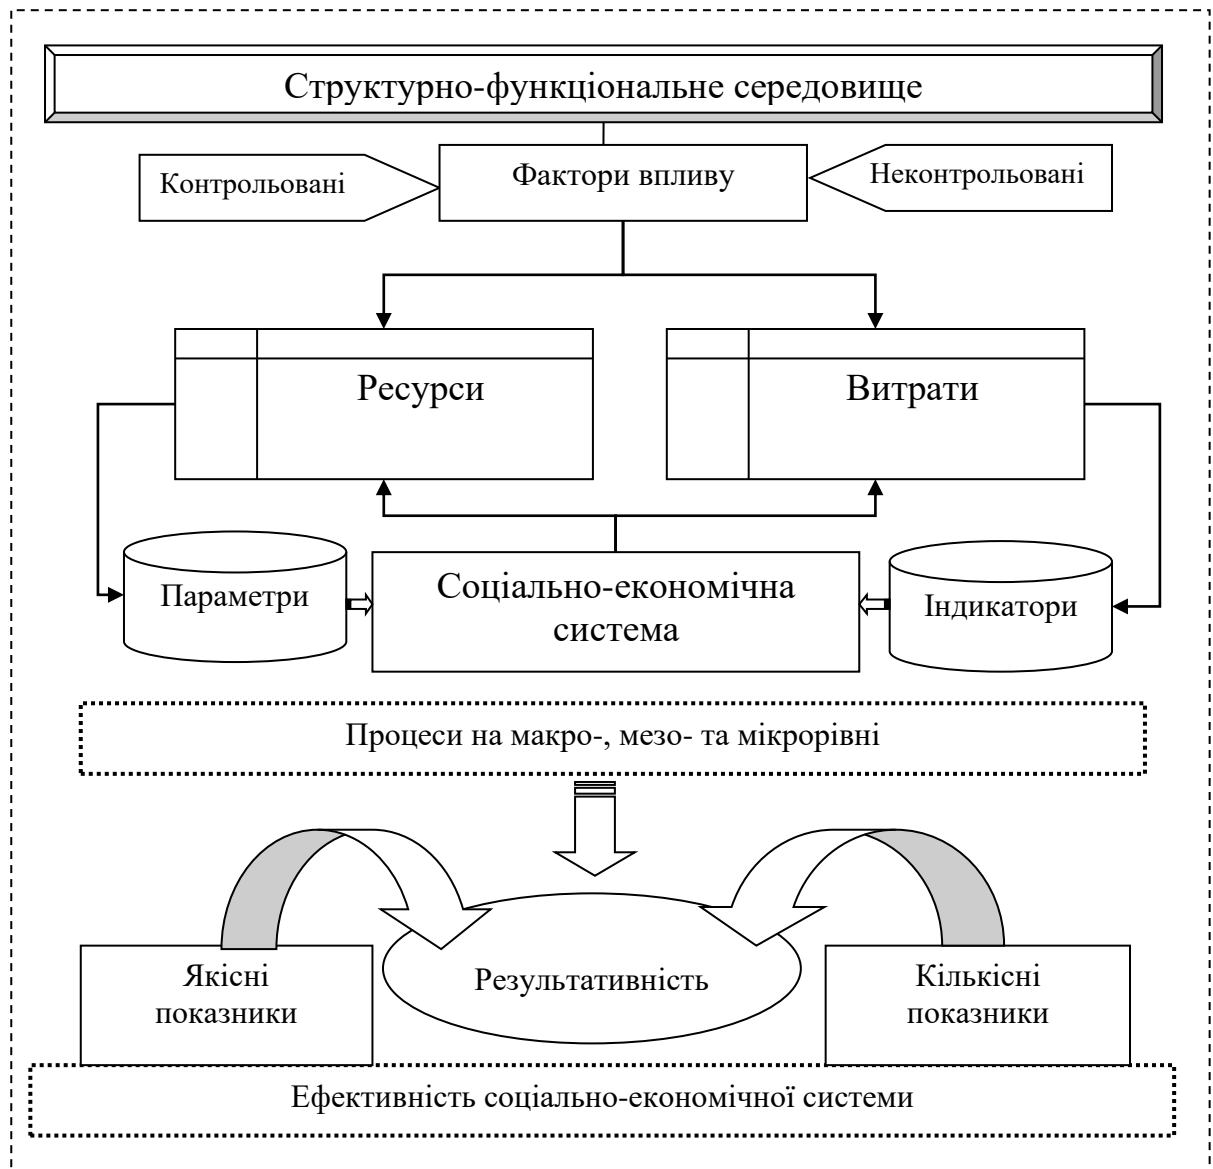 Структурно-функціональне середовище
Контрольовані
Фактори впливу
Неконтрольовані
Ресурси
Витрати
Параметри
Соціально-економічна
система
Індикатори
Процеси на макро-, мезо- та мікрорівні
Якісні
показники
Результативність
Кількісні
показники
Ефективність соціально-економічної системи